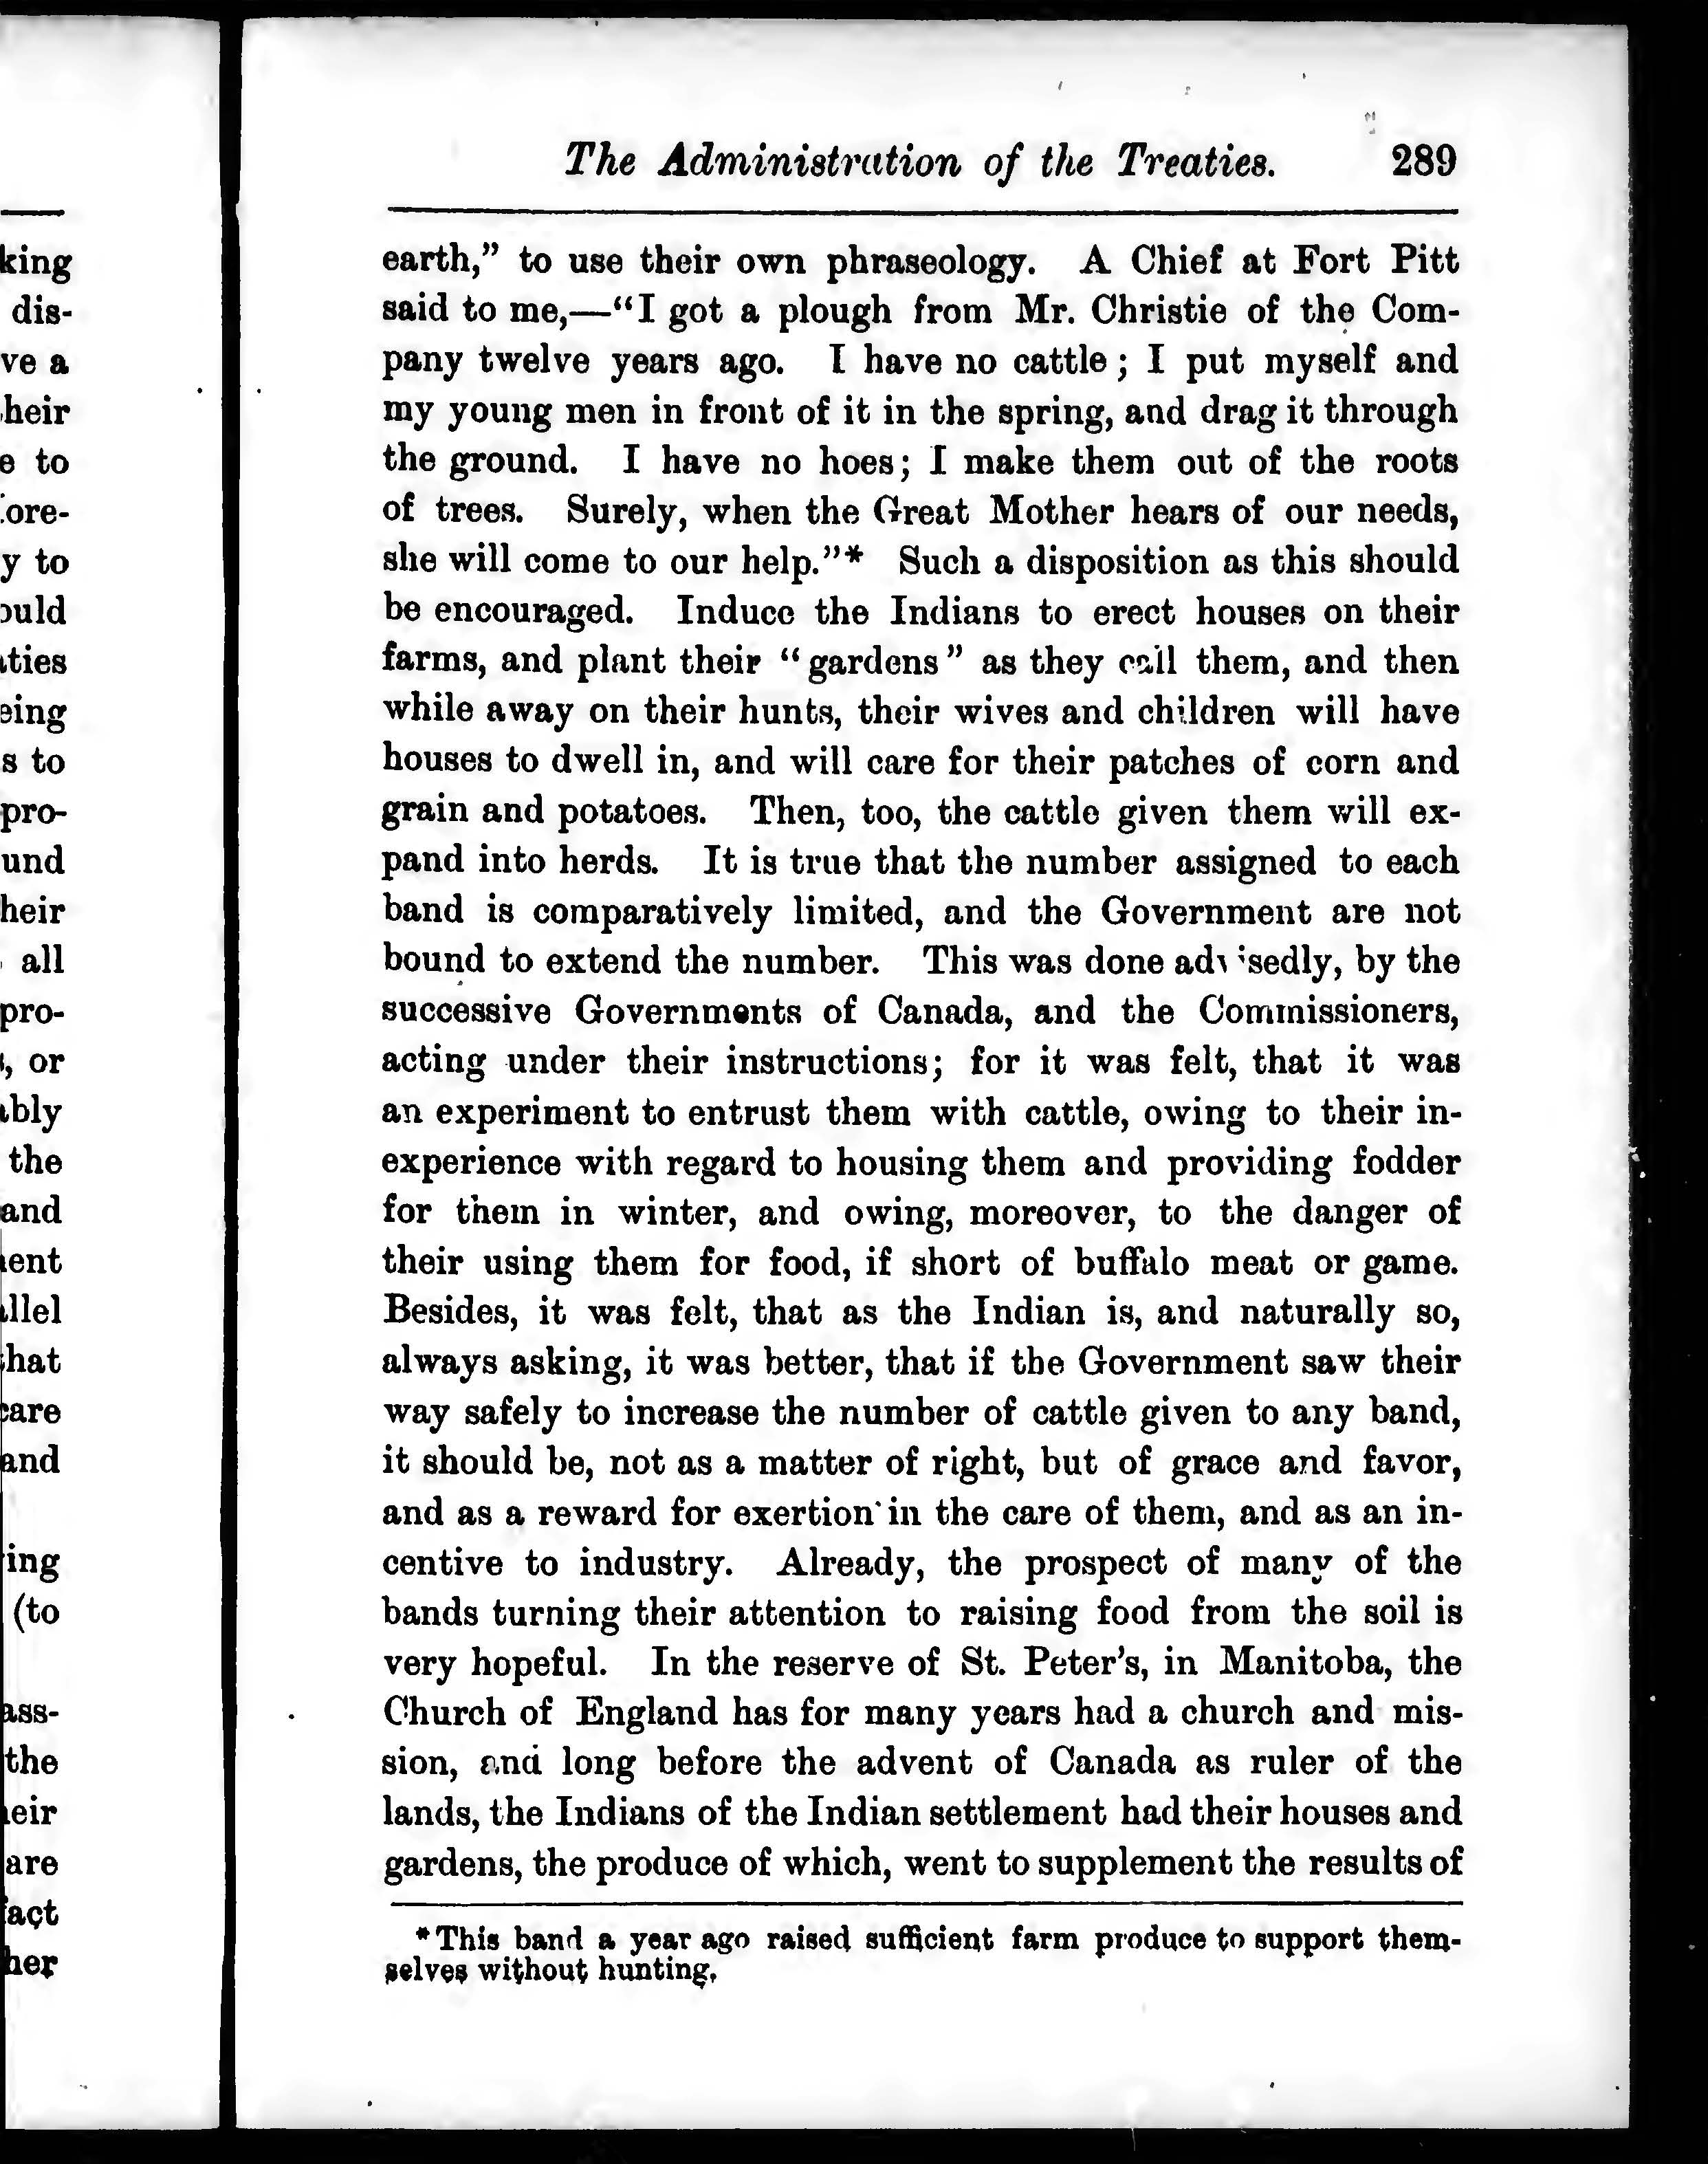 The Administration of the Treaties. 289
earth,” to use their own phraseology. A Chief at Fort Pitt
said to me,—“I got a plough from Mr. Christie of the Com-
pany twelve years ago. I have no cattle; I put myself and
my young men in front of it in the spring, and drag it through
the ground. I have no hoes; I make them out of the roots
of trees. Surely, when the Great Mother hears of our needs,
she will come to our help.”* Such a disposition as this should
be encouraged. Induce the Indians to erect houses on their
farms, and plant their “gardens” as they call them, and then
while away on their hunts, their wives and children will have
houses to dwell in, and will care for their patches of corn and
grain and potatoes. Then, too, the cattle given them will ex-
pand into herds. It is true that the number assigned to each
band is comparatively limited, and the Government are not
bound to extend the number. This was done advisedly, by the
successive Governments of Canada, and the Commissioners,
acting under their instructions; for it was felt, that it was
an experiment to entrust them with cattle, owing to their in-
experience with regard to housing them and providing fodder
for them in winter, and owing, moreover, to the danger of
their using them for food, if short of buffalo meat or game.
Besides, it was felt, that as the Indian is, and naturally so,
always asking, it was better, that if the Government saw their
way safely to increase the number of cattle given to any band,
it should be, not as a matter of right, but of grace and favor,
and as a reward for exertion in the care of them, and as an in-
centive to industry. Already, the prospect of many of the
bands turning their attention to raising food from the soil is
very hopeful. In the reserve of St. Peter’s, in Manitoba, the
Church of England has for many years had a church and mis-
sion, and long before the advent of Canada as ruler of the
lands, the Indians of the Indian settlement had their houses and
gardens, the produce of which, went to supplement the results of
*This band a year ago raised sufficient farm produce to support them-
selves without hunting.